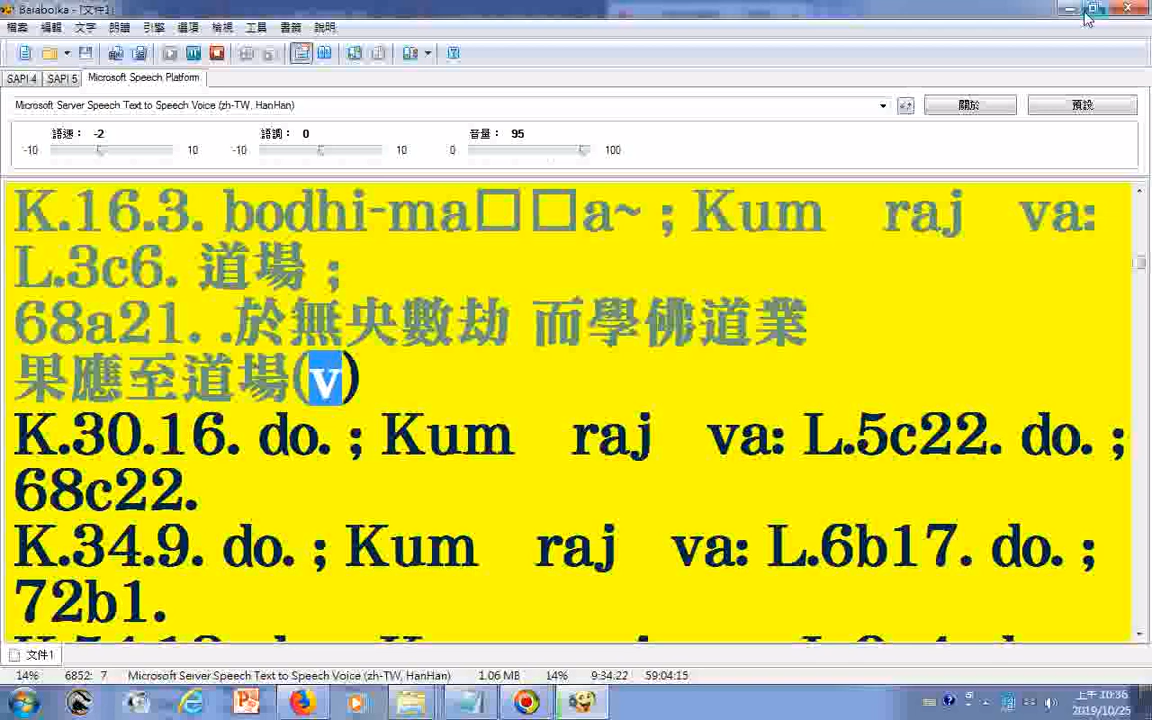 Balabolka - [文件1]
檔案 編輯 文字 朗讀 引擎 選項 檢視 工具 書籤 說明
SAPI 4 SAPI 5 Microsoft Speech Platform
Microsoft Server Speech Text to Speech Voice (zh-TW, HanHan) 關於 預設
語速： -2 語調： 0 音量： 95
-10 10 -10 10 0 100
K.16.3. bodhi-ma□□a~ ; Kum raj va:
L.3c6. 道場 ;
68a21. .於無央數劫 而學佛道業
果應至道場(v)
K.30.16. do. ; Kum raj va: L.5c22. do. ;
68c22.
K.34.9. do. ; Kum raj va: L.6b17. do. ;
72b1.
文件1
14% 6852: 7 Microsoft Server Speech Text to Speech Voice (zh-TW, HanHan) 1.06 MB 14% 9:34.22 59:04:15
上午 10:36
2019/10/25